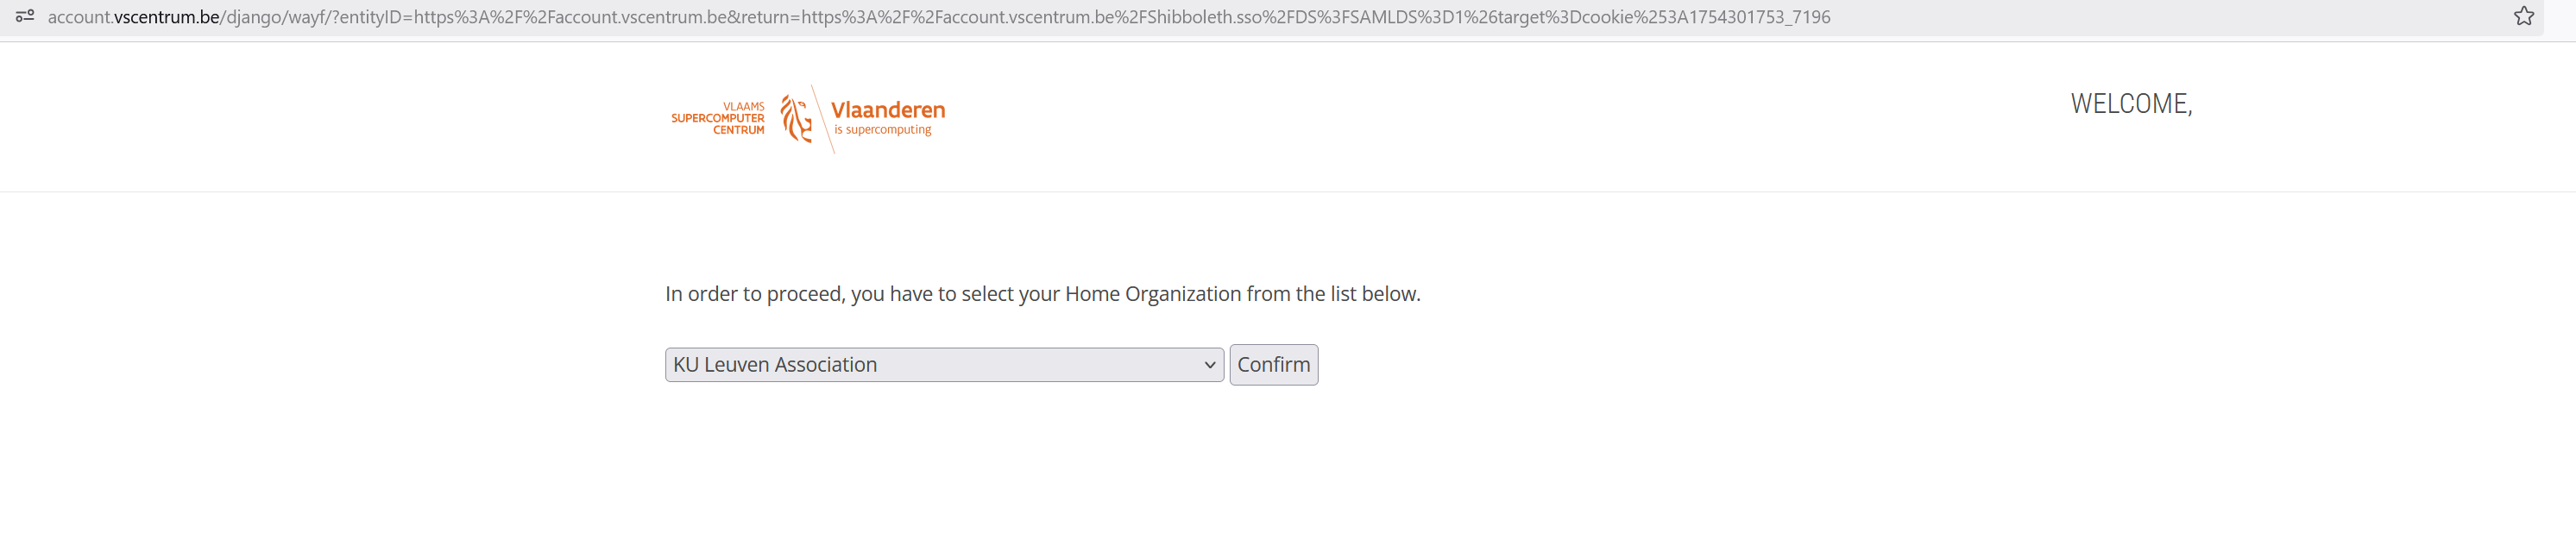 account.vscentrum.be/django/wayf/?entityID=https%3A%2F%2Faccount.vscentrum.be&return=https%3A%2F%2Faccount.vscentrum.be%2FShibboleth.sso%2FDS%3FSAMLDS%3D1%26target%3Dcookie%253A1754301753_7196
VLAAMS
SUPERCOMPUTER
CENTRUM
Vlaanderen
is supercomputing
WELCOME,
In order to proceed, you have to select your Home Organization from the list below.
KU Leuven Association
Confirm